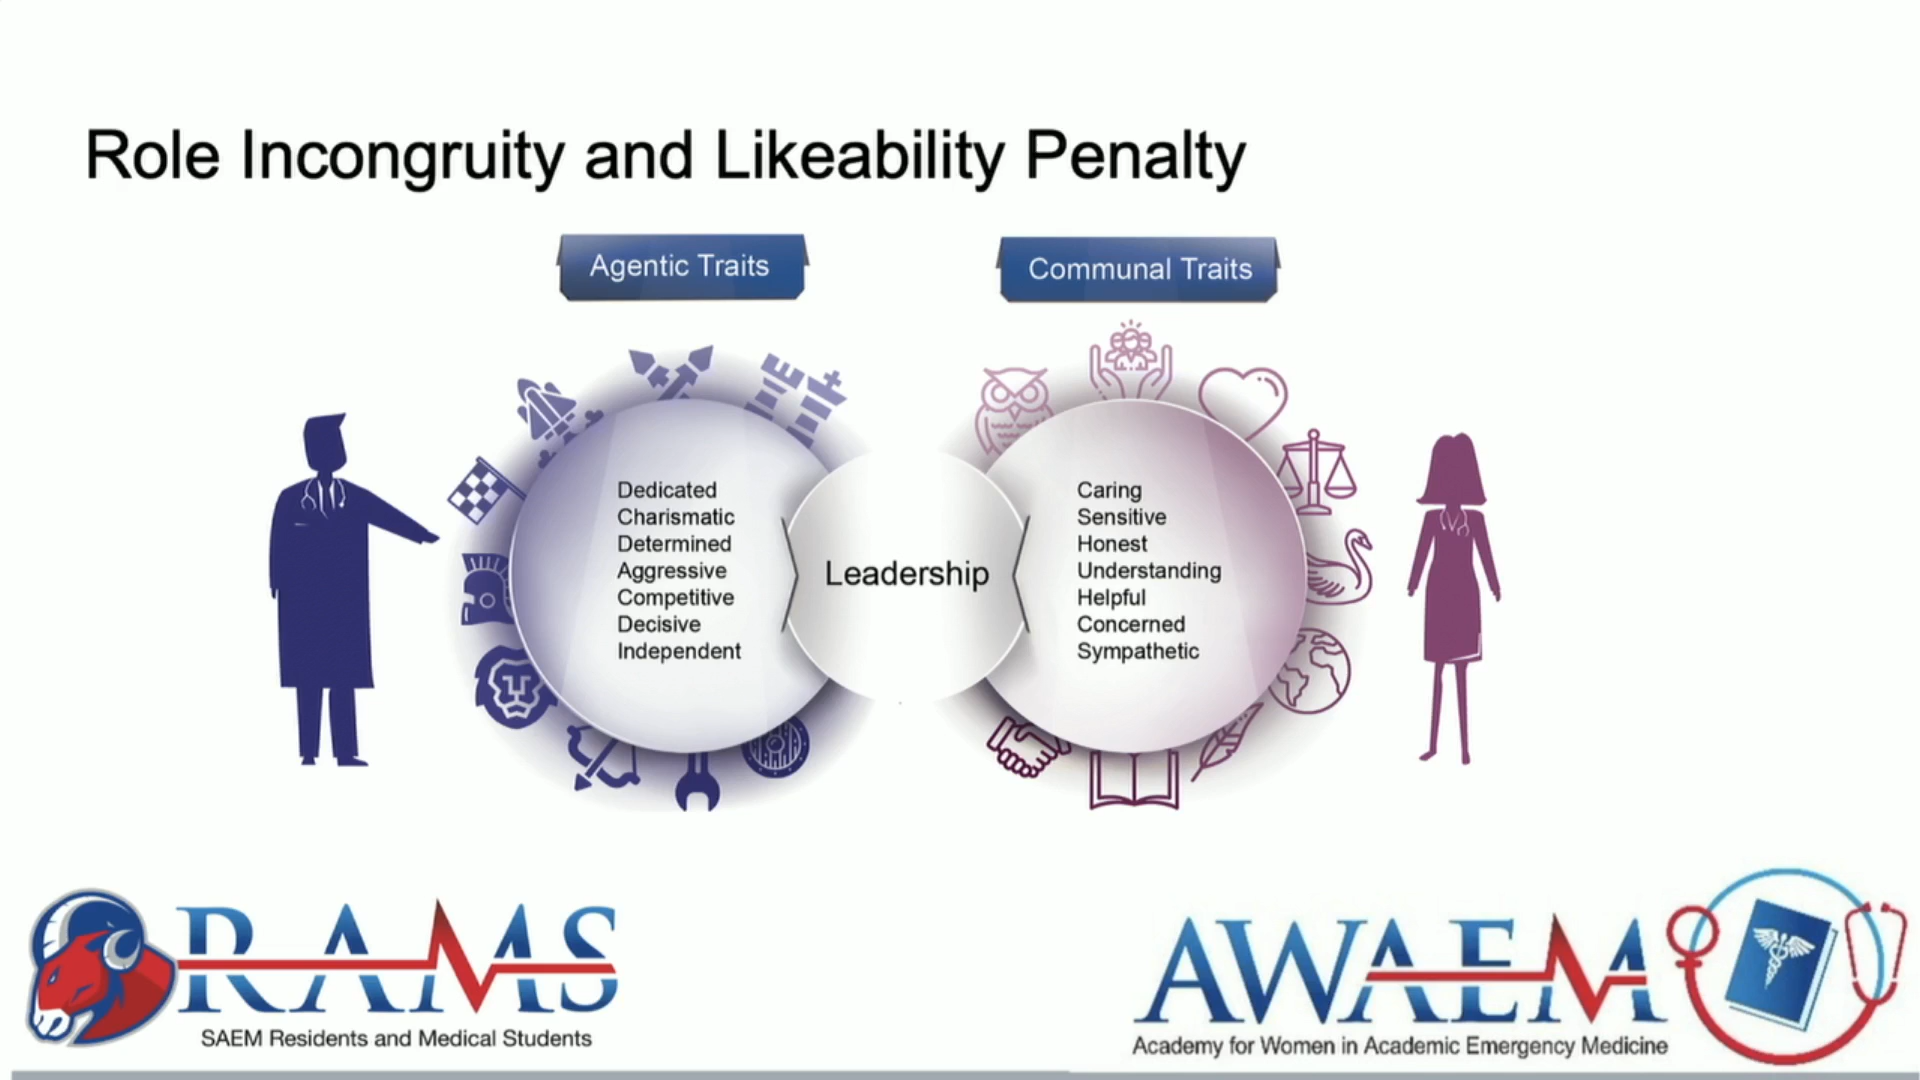 Role Incongruity and Likeability Penalty
Agentic Traits
Communal Traits
Dedicated
Charismatic
Determined
Aggressive
Competitive
Decisive
Independent
Leadership
Caring
Sensitive
Honest
Understanding
Helpful
Concerned
Sympathetic
RAMS
SAEM Residents and Medical Students
AWAEM
Academy for Women in Academic Emergency Medicine